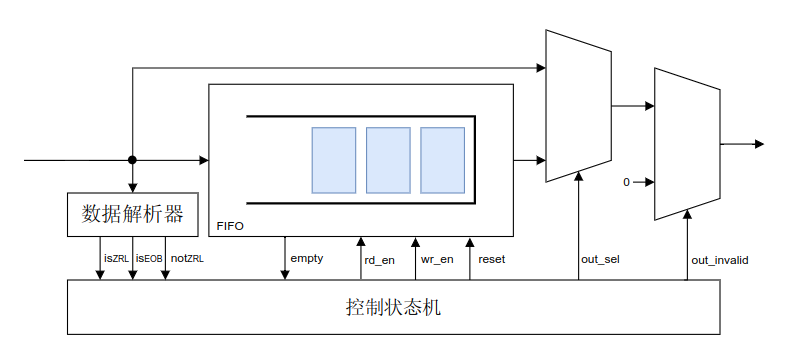 0
数据解析器
FIFO
isZRL
isEOB
notZRL
empty
rd_en
wr_en
reset
out_sel
out_invalid
控制状态机